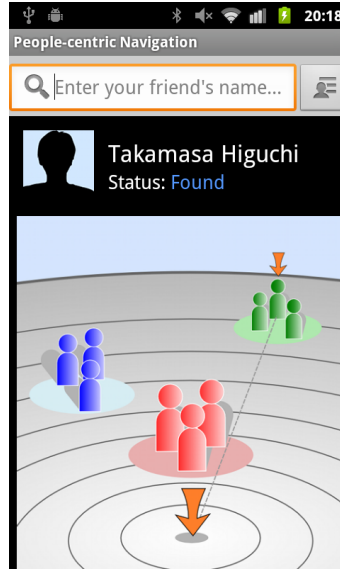 20:18
People-centric Navigation
Enter your friend's name...
Takamasa Higuchi
Status: Found